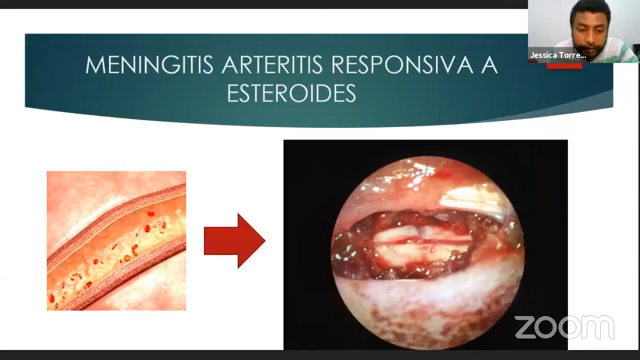 MENINGITIS ARTERITIS RESPONSIVA A
ESTEROIDES
Jessica Torre...
zoom